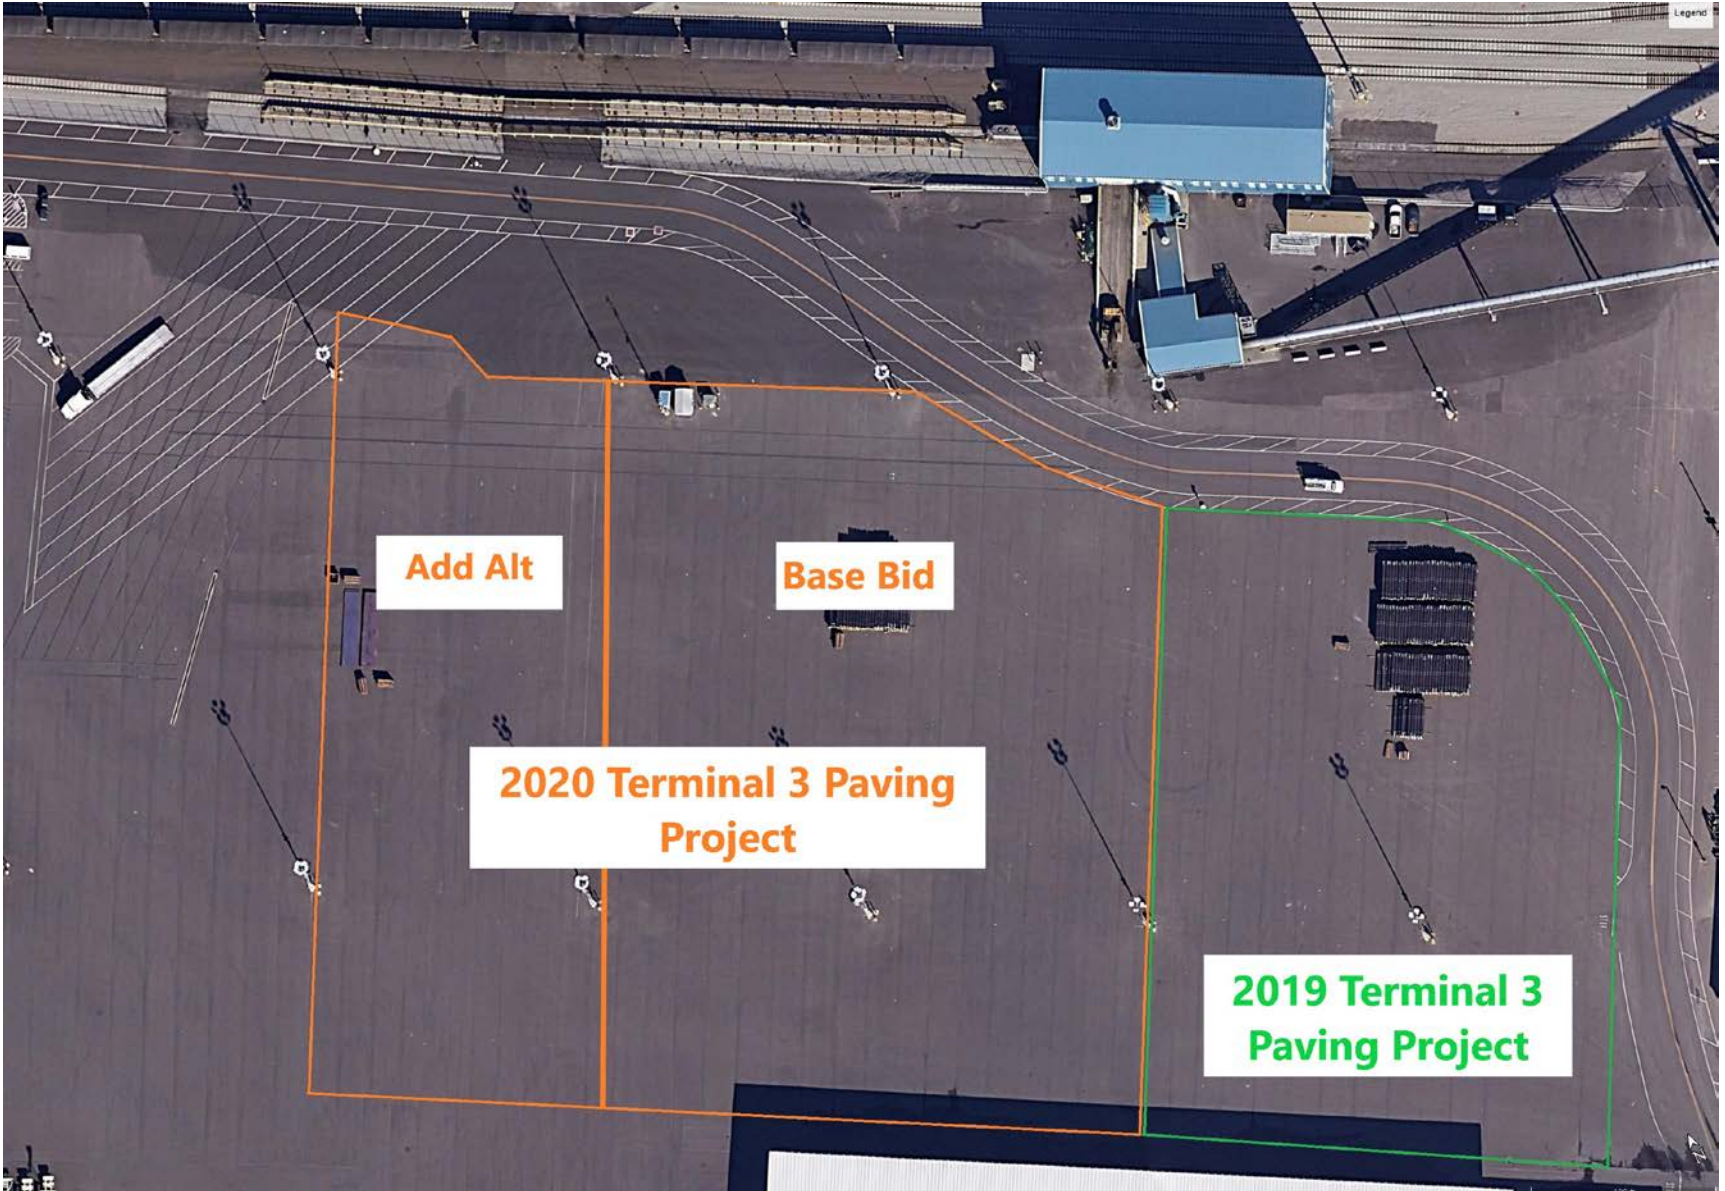 Legend
Add Alt
Base Bid
2020 Terminal 3 Paving
Project
2019 Terminal 3
Paving Project